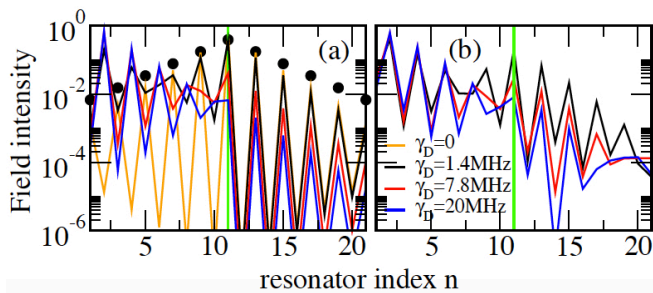 10^0
10^-2
10^-4
10^-6
Field intensity
(a)
(b)
γ_D=0
γ_D=1.4MHz
γ_D=7.8MHz
γ_D=20MHz
5 10 15 20
5 10 15 20
resonator index n